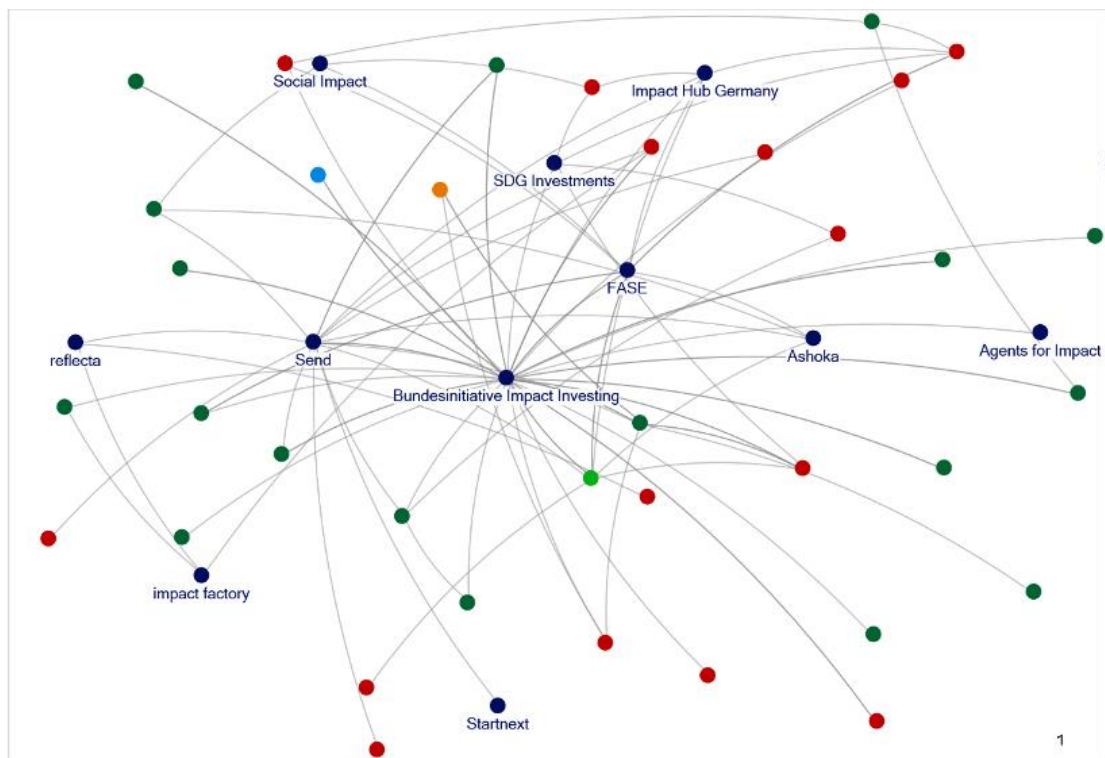 Social Impact
Impact Hub Germany
SDG Investments
FASE
reflecta
Send
Ashoka
Agents for Impact
Bundesinitiative Impact Investing
impact factory
Startnext
1